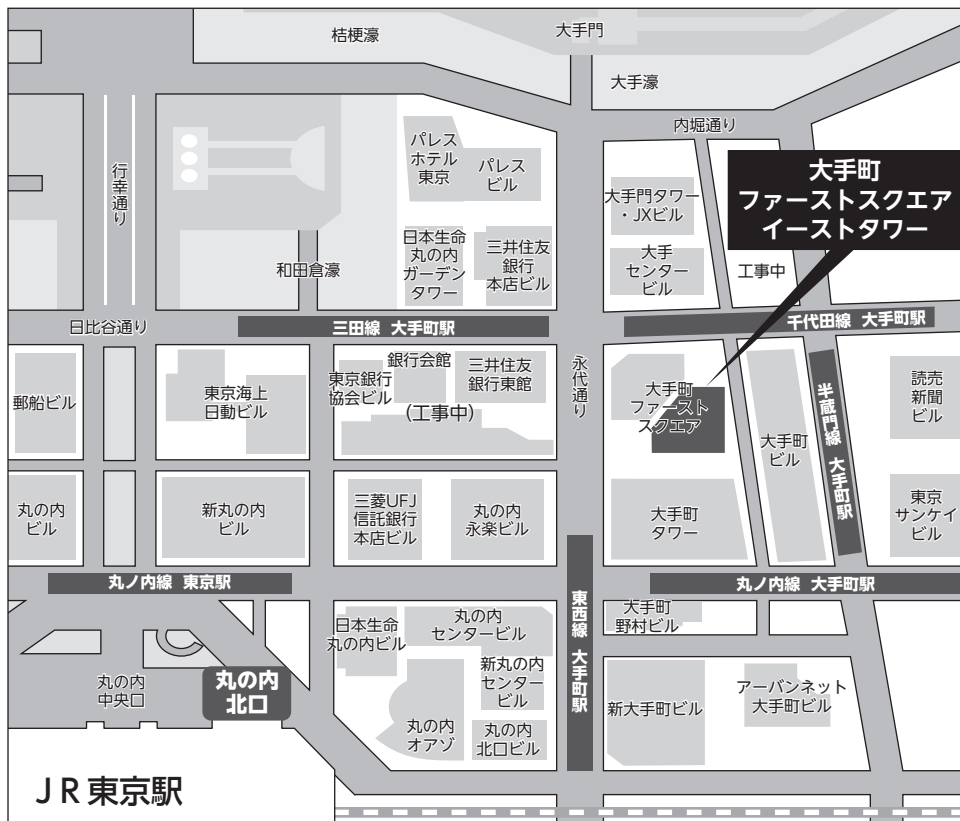 桔梗濠
大手門
大手濠
内堀通り
行幸通り
パレス
ホテル
東京
パレス
ビル
大手町
ファーストスクエア
イーストタワー
大手門タワー
・JXビル
日本生命
丸の内
ガーデン
タワー
三井住友
銀行
本店ビル
大手
センター
ビル
工事中
和田倉濠
日比谷通り
三田線 大手町駅
千代田線 大手町駅
郵船ビル
東京海上
日動ビル
東京銀行
協会ビル
銀行会館
三井住友
銀行東館
（工事中）
永代通り
大手町
ファースト
スクエア
大手町
ビル
半蔵門線 大手町駅
読売
新聞
ビル
丸の内
ビル
新丸の内
ビル
三菱UFJ
信託銀行
本店ビル
丸の内
永楽ビル
大手町
タワー
東京
サンケイ
ビル
丸ノ内線 東京駅
丸ノ内線 大手町駅
東西線 大手町駅
日本生命
丸の内ビル
丸の内
センタービル
大手町
野村ビル
新丸の内
センター
ビル
丸の内
中央口
丸の内
北口
丸の内
オアゾ
丸の内
北口ビル
新大手町ビル
アーバンネット
大手町ビル
ＪＲ東京駅